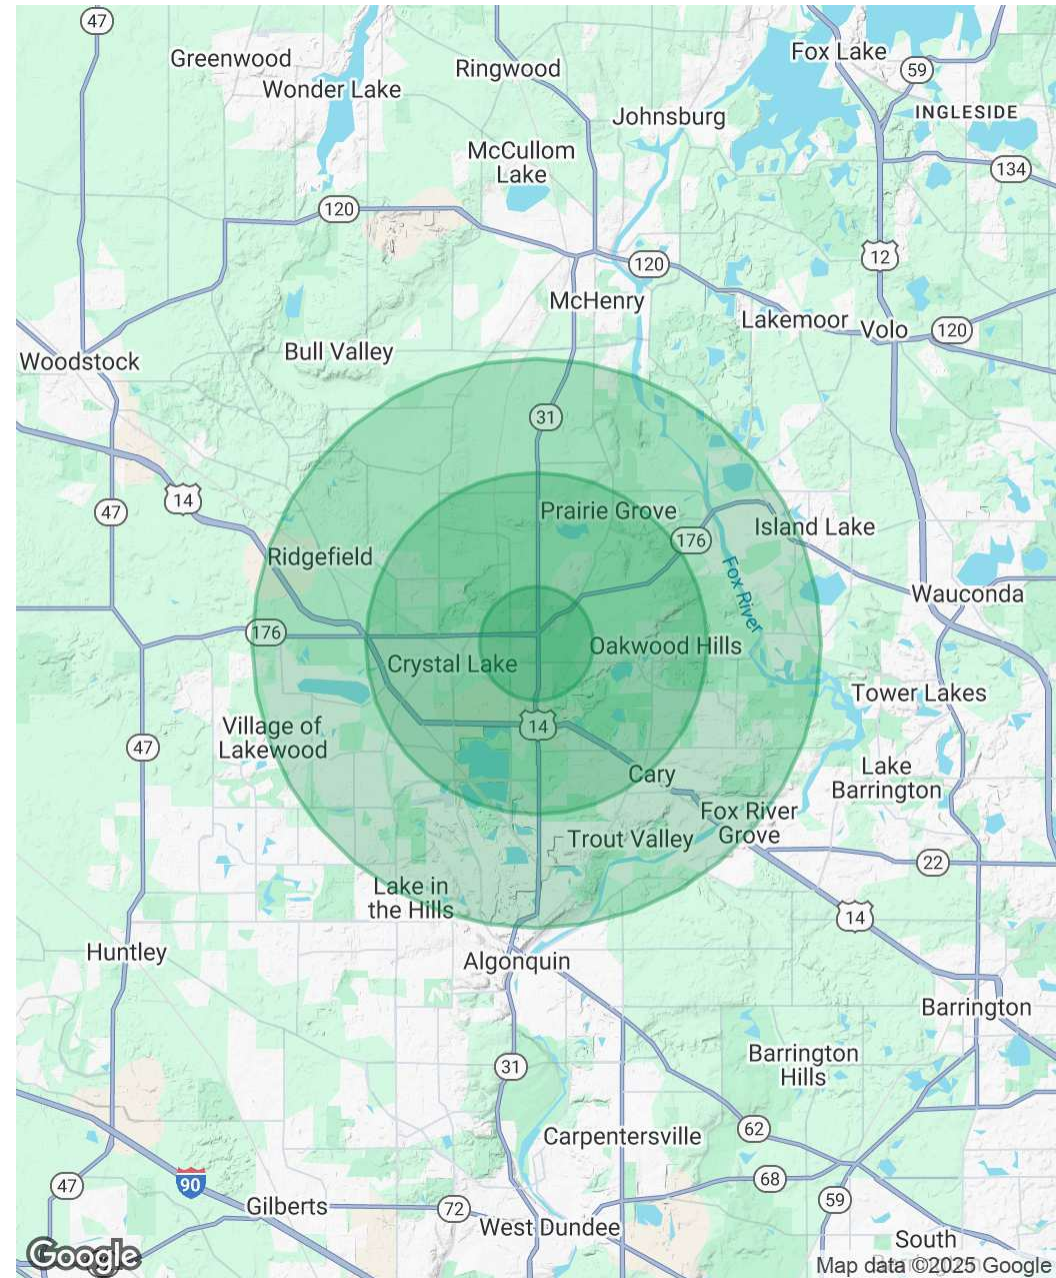 47
Greenwood
Wonder Lake
Ringwood
Fox Lake
59
INGLESIDE
Johnsburg
McCullom
Lake
134
120
12
120
McHenry
Lakemoor
Volo
120
Woodstock
Bull Valley
31
14
47
Prairie Grove
176
Island Lake
Ridgefield
Fox River
Wauconda
176
Oakwood Hills
Crystal Lake
Tower Lakes
Village of
Lakewood
14
47
Cary
Lake
Barrington
Fox River
Grove
Trout Valley
22
Lake in
the Hills
14
Huntley
Algonquin
Barrington
Barrington
Hills
31
Carpentersville
62
68
47
90
Gilberts
72
59
West Dundee
South
Google
Map data ©2025 Google